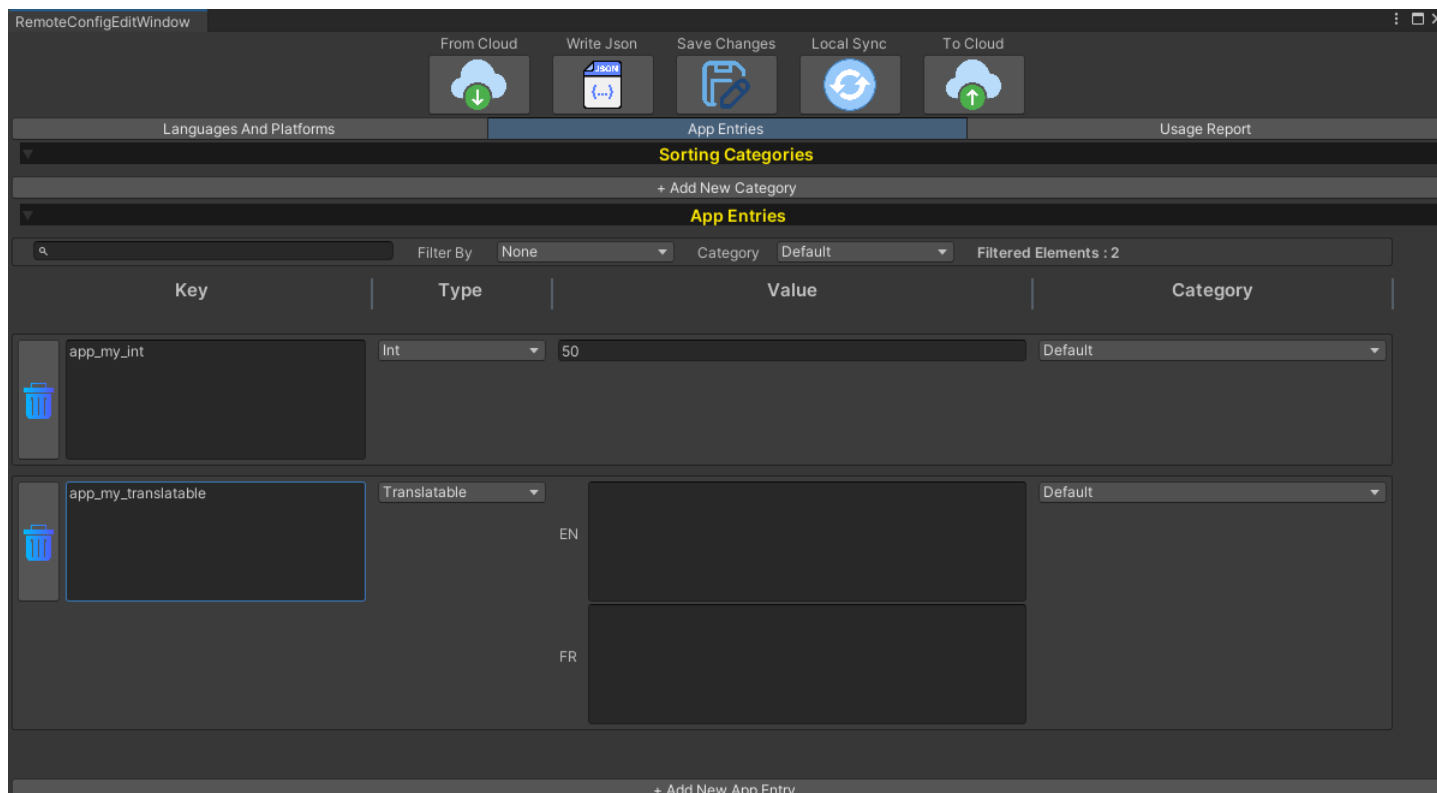 RemoteConfigEditWindow
From Cloud Write Json Save Changes Local Sync To Cloud
JSON
{...}
Languages And Platforms App Entries Usage Report
Sorting Categories
+ Add New Category
App Entries
Filter By None Category Default Filtered Elements : 2
Key Type Value Category
app_my_int Int 50 Default
app_my_translatable Translatable Default
EN
FR
+ Add New App Entry